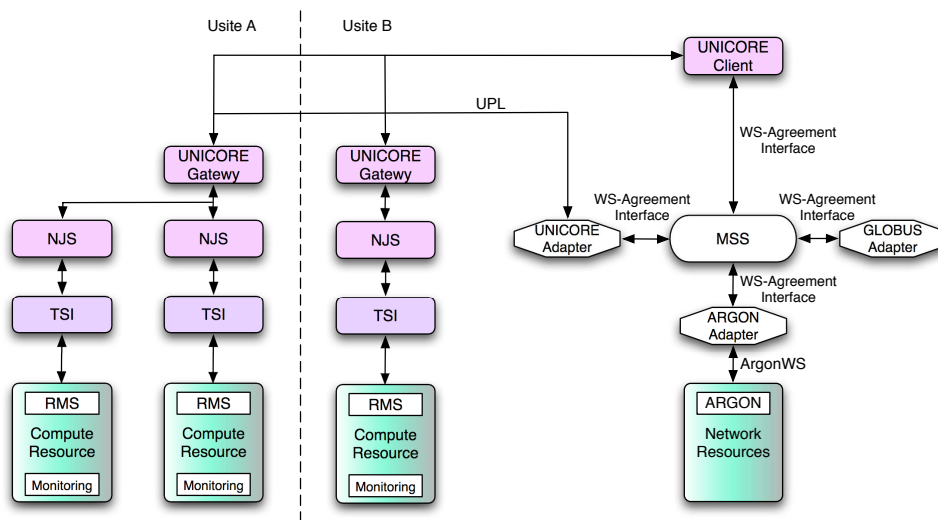 Usite A
Usite B
UNICORE
Client
UPL
WS-Agreement
Interface
UNICORE
Gatewy
UNICORE
Gatewy
WS-Agreement
Interface
WS-Agreement
Interface
NJS
NJS
NJS
UNICORE
Adapter
MSS
GLOBUS
Adapter
WS-Agreement
Interface
TSI
TSI
TSI
ARGON
Adapter
ArgonWS
RMS
Compute
Resource
Monitoring
RMS
Compute
Resource
Monitoring
RMS
Compute
Resource
Monitoring
ARGON
Network
Resources